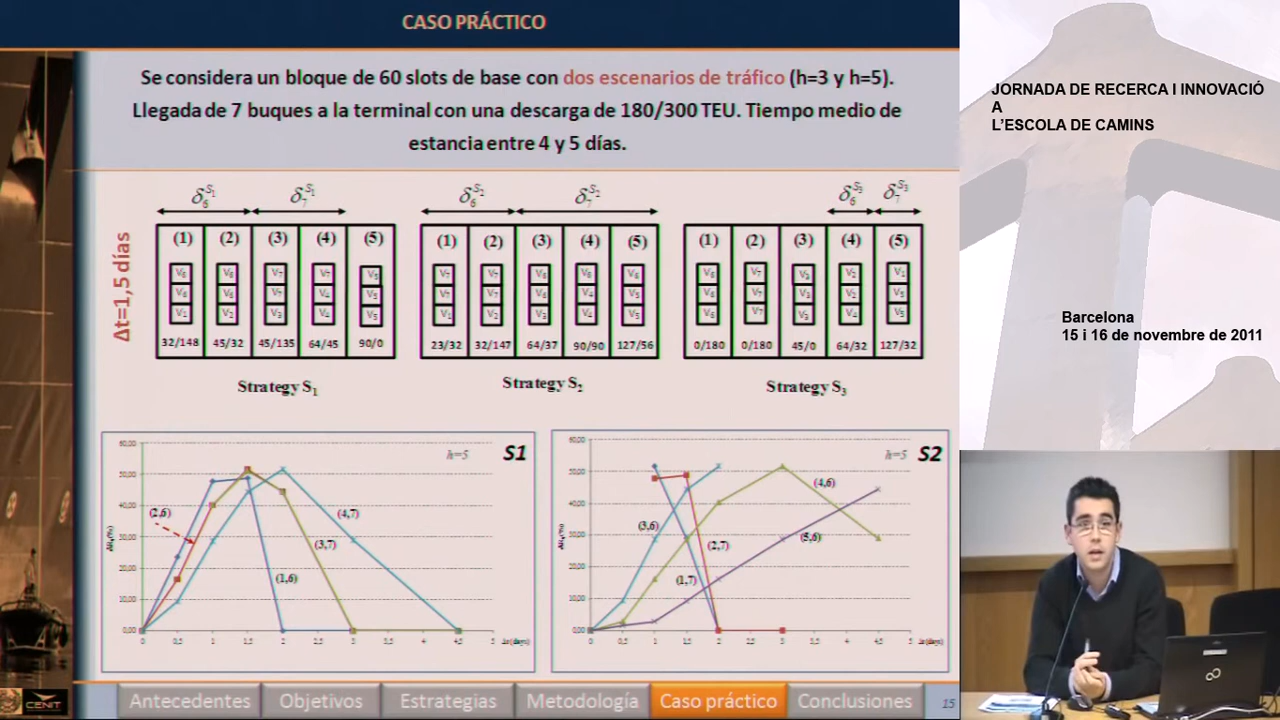 CASO PRÁCTICO
Se considera un bloque de 60 slots de base con dos escenarios de tráfico (h=3 y h=5).
Llegada de 7 buques a la terminal con una descarga de 180/300 TEU. Tiempo medio de
estancia entre 4 y 5 días.
Δt=1,5 días
(1) (2) (3) (4) (5)
32/148 45/32 45/135 64/45 90/0
Strategy S1
(1) (2) (3) (4) (5)
23/32 32/147 64/37 90/90 127/56
Strategy S2
(1) (2) (3) (4) (5)
0/180 0/180 45/0 64/32 127/32
Strategy S3
h=5 S1
(2,6)
(4,7)
(3,7)
(1,6)
h=5 S2
(4,6)
(3,6)
(5,6)
(2,7)
(1,7)
CENIT
Antecedentes Objetivos Estrategias Metodología Caso práctico Conclusiones 15
JORNADA DE RECERCA I INNOVACIÓ
A
L'ESCOLA DE CAMINS
Barcelona
15 i 16 de novembre de 2011